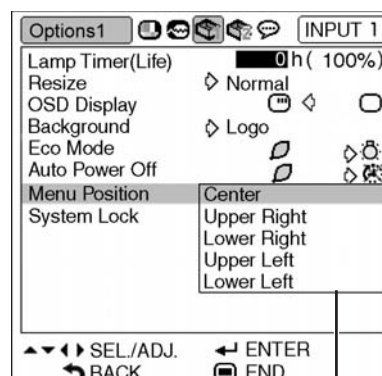 Options1 INPUT 1
Lamp Timer(Life) 0 h ( 100%)
Resize Normal
OSD Display
Background Logo
Eco Mode
Auto Power Off
Menu Position Center
System Lock Upper Right
Lower Right
Upper Left
Lower Left
SEL./ADJ. ENTER
BACK END